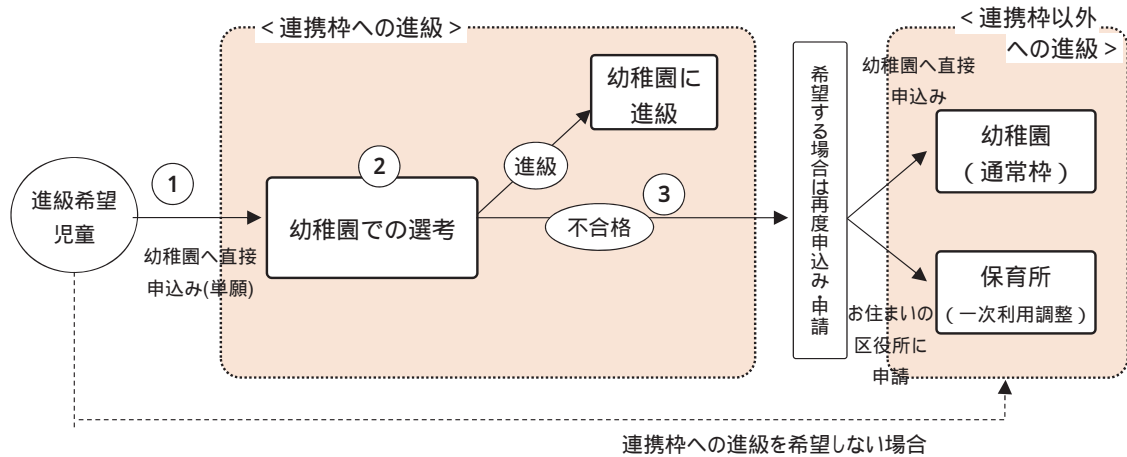 < 連携枠への進級 >
< 連携枠以外
への進級 >
進級希望
児童
1
幼稚園へ直接
申込み(単願)
2
幼稚園での選考
進級
幼稚園に
進級
不合格
3
希望する場合は再度申込み・申請
幼稚園へ直接
申込み
幼稚園
( 通常枠 )
保育所
( 一次利用調整 )
お住まいの
区役所に
申請
連携枠への進級を希望しない場合